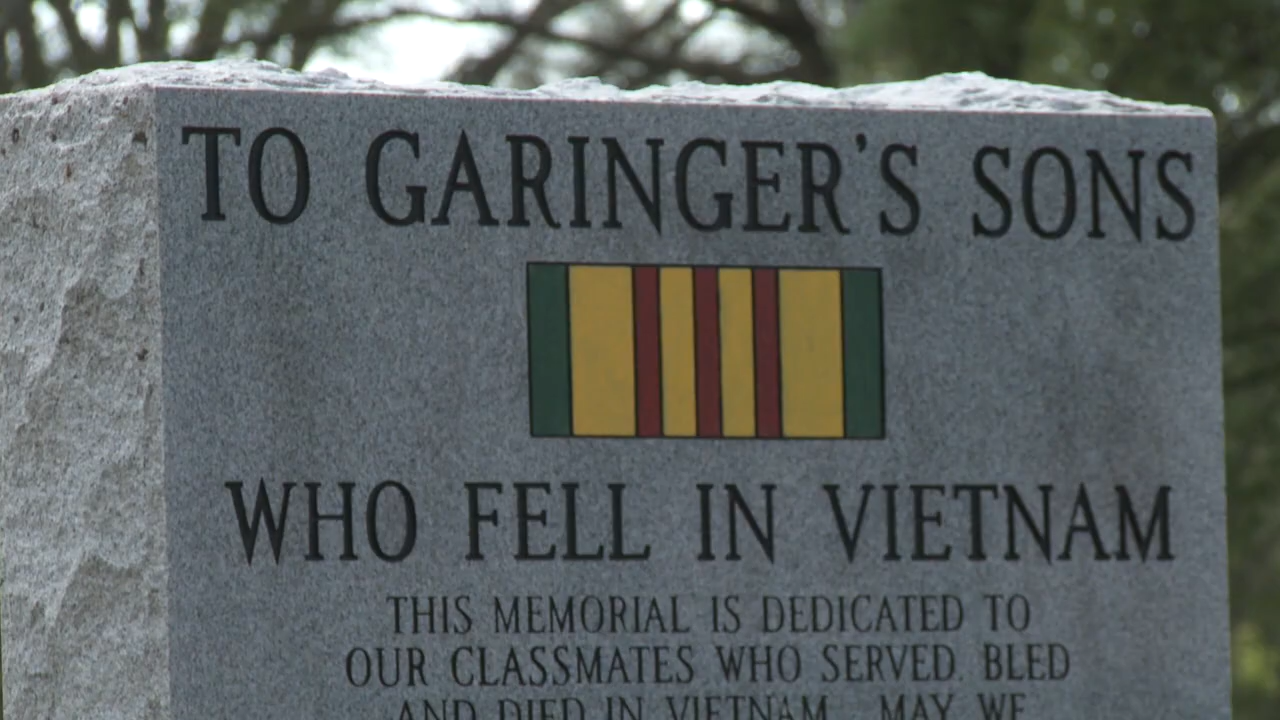 TO GARINGER'S SONS
WHO FELL IN VIETNAM
THIS MEMORIAL IS DEDICATED TO
OUR CLASSMATES WHO SERVED, BLED
AND DIED IN VIETNAM. MAY WE